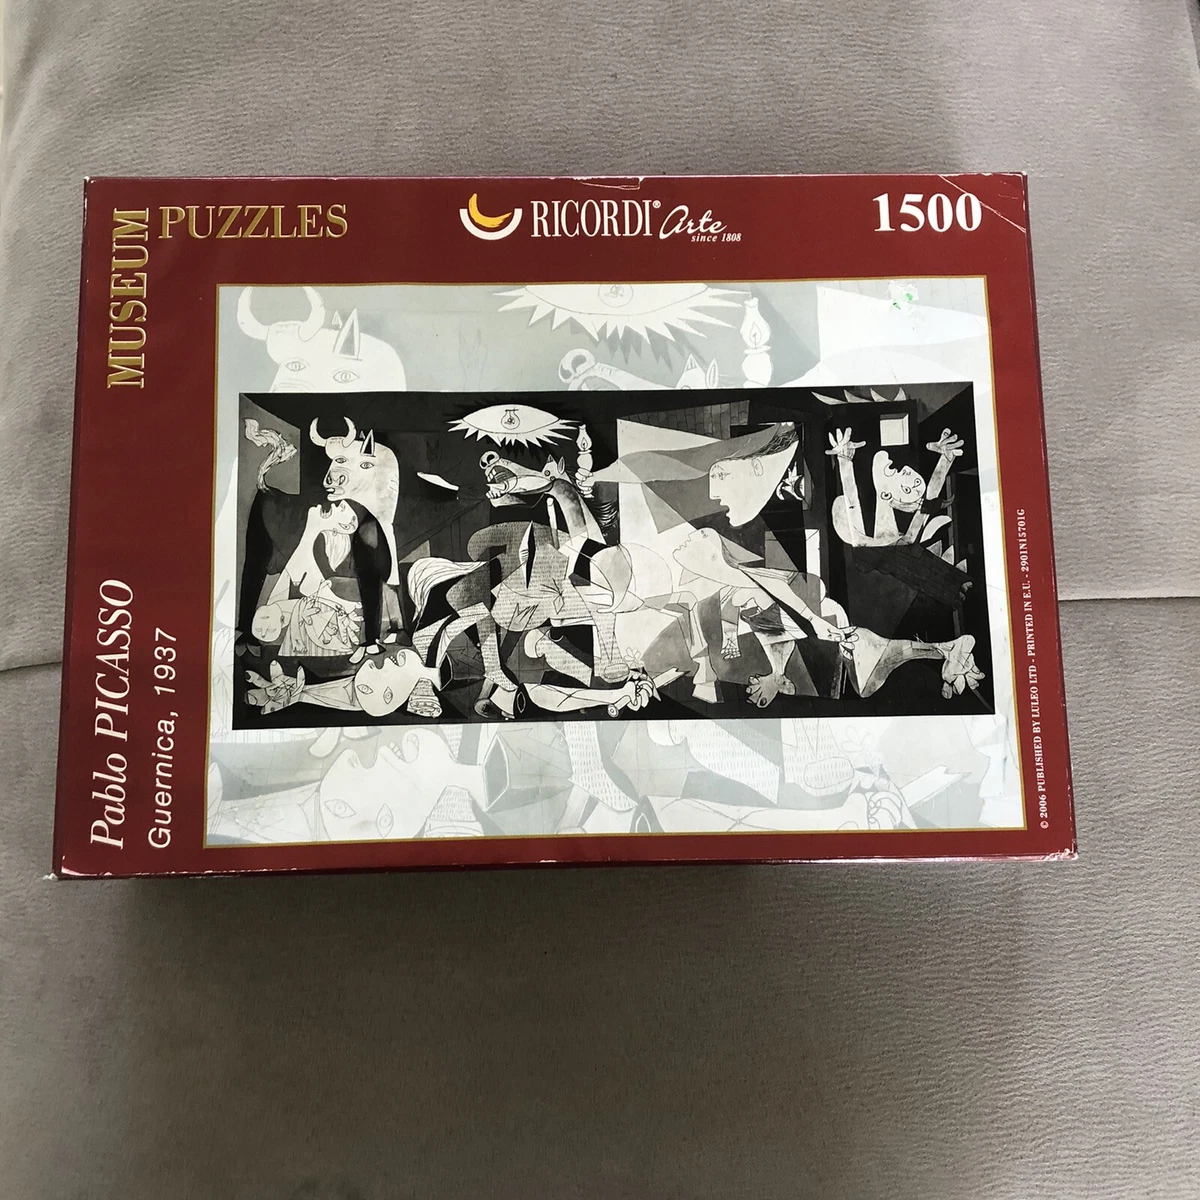 MUSEUM PUZZLES
RICORDI® Arte
since 1808
1500
Pablo PICASSO
Guernica, 1937
© 2006 PUBLISHED BY LULEO LTD - PRINTED IN E.U. - 2901N15701G